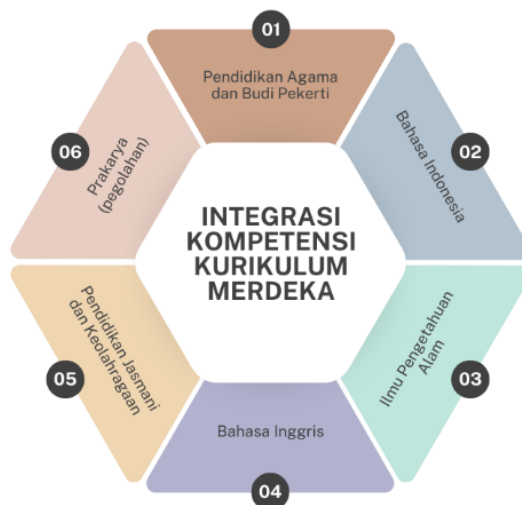 INTEGRASI
KOMPETENSI
KURIKULUM
MERDEKA
01
Pendidikan Agama
dan Budi Pekerti
02
Bahasa Indonesia
03
Ilmu Pengetahuan
Alam
04
Bahasa Inggris
05
Pendidikan Jasmani
dan Keolahragaan
06
Prakarya
(pegolahan)